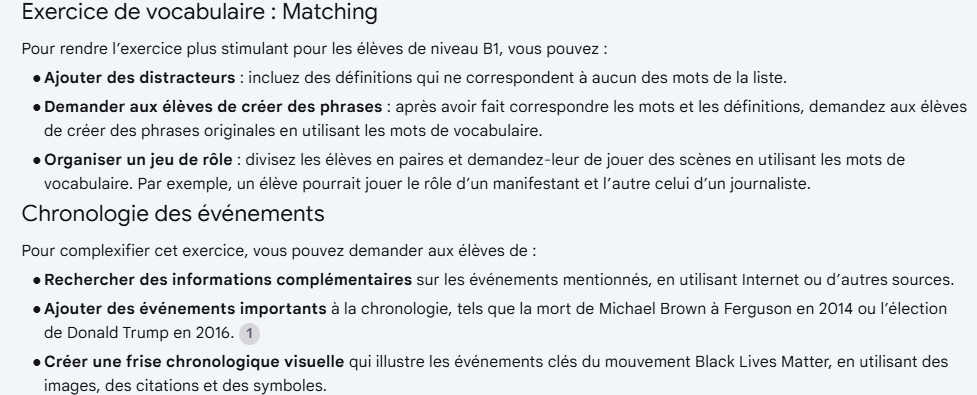 Exercice de vocabulaire : Matching
Pour rendre l’exercice plus stimulant pour les élèves de niveau B1, vous pouvez :
● Ajouter des distracteurs : incluez des définitions qui ne correspondent à aucun des mots de la liste.
● Demander aux élèves de créer des phrases : après avoir fait correspondre les mots et les définitions, demandez aux élèves
de créer des phrases originales en utilisant les mots de vocabulaire.
● Organiser un jeu de rôle : divisez les élèves en paires et demandez-leur de jouer des scènes en utilisant les mots de
vocabulaire. Par exemple, un élève pourrait jouer le rôle d’un manifestant et l’autre celui d’un journaliste.
Chronologie des événements
Pour complexifier cet exercice, vous pouvez demander aux élèves de :
● Rechercher des informations complémentaires sur les événements mentionnés, en utilisant Internet ou d’autres sources.
● Ajouter des événements importants à la chronologie, tels que la mort de Michael Brown à Ferguson en 2014 ou l’élection
de Donald Trump en 2016. 1
● Créer une frise chronologique visuelle qui illustre les événements clés du mouvement Black Lives Matter, en utilisant des
images, des citations et des symboles.